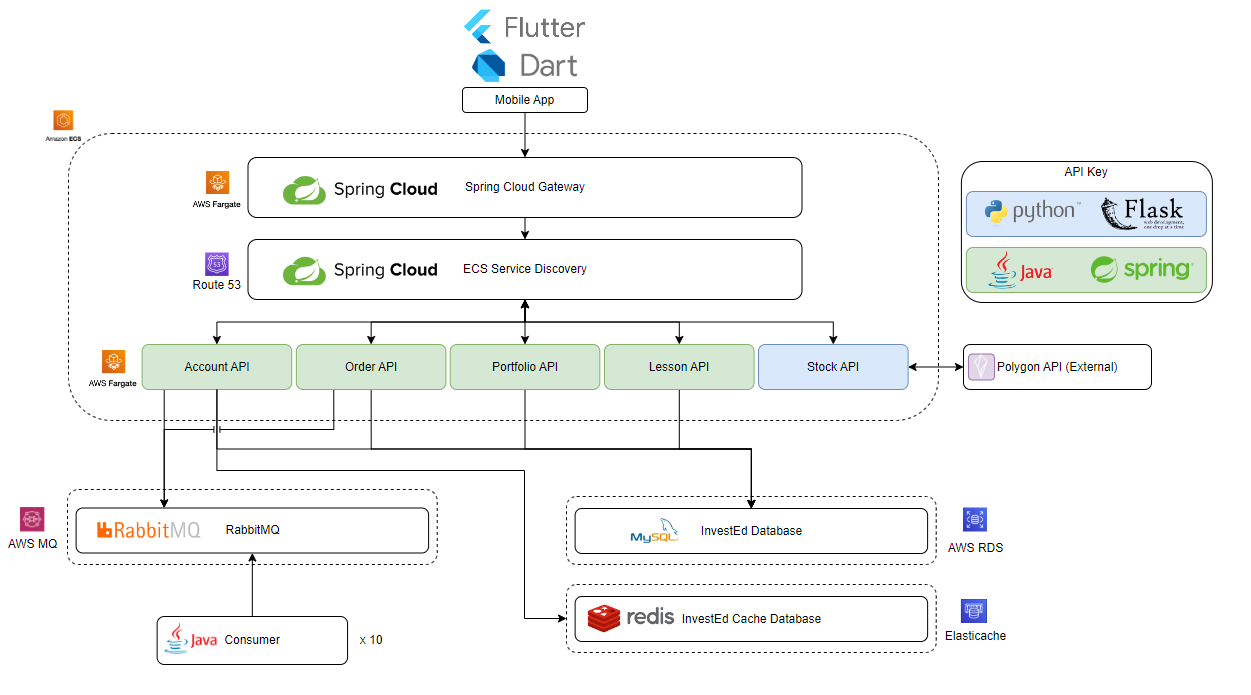 Flutter
Dart
Mobile App
Amazon ECS
AWS Fargate
Spring Cloud
Spring Cloud Gateway
Route 53
53
Spring Cloud
ECS Service Discovery
API Key
python™
Flask
web development,
one drop at a time
Java
spring®
AWS Fargate
Account API
Order API
Portfolio API
Lesson API
Stock API
Polygon API (External)
AWS MQ
RabbitMQ
RabbitMQ
MySQL
InvestEd Database
AWS RDS
redis
InvestEd Cache Database
Elasticache
Java
Consumer
x 10